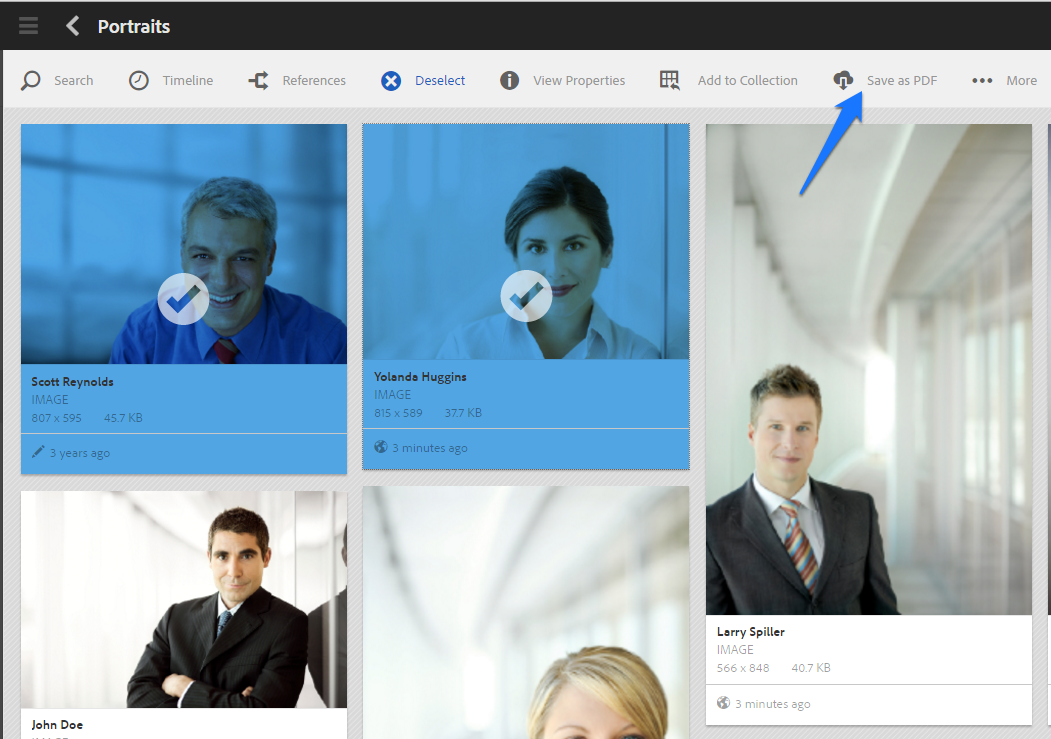 Portraits
Search Timeline References Deselect View Properties Add to Collection Save as PDF More
Scott Reynolds
IMAGE
807 x 595 45.7 KB
3 years ago
Yolanda Huggins
IMAGE
815 x 589 37.7 KB
3 minutes ago
Larry Spiller
IMAGE
566 x 848 40.7 KB
3 minutes ago
John Doe